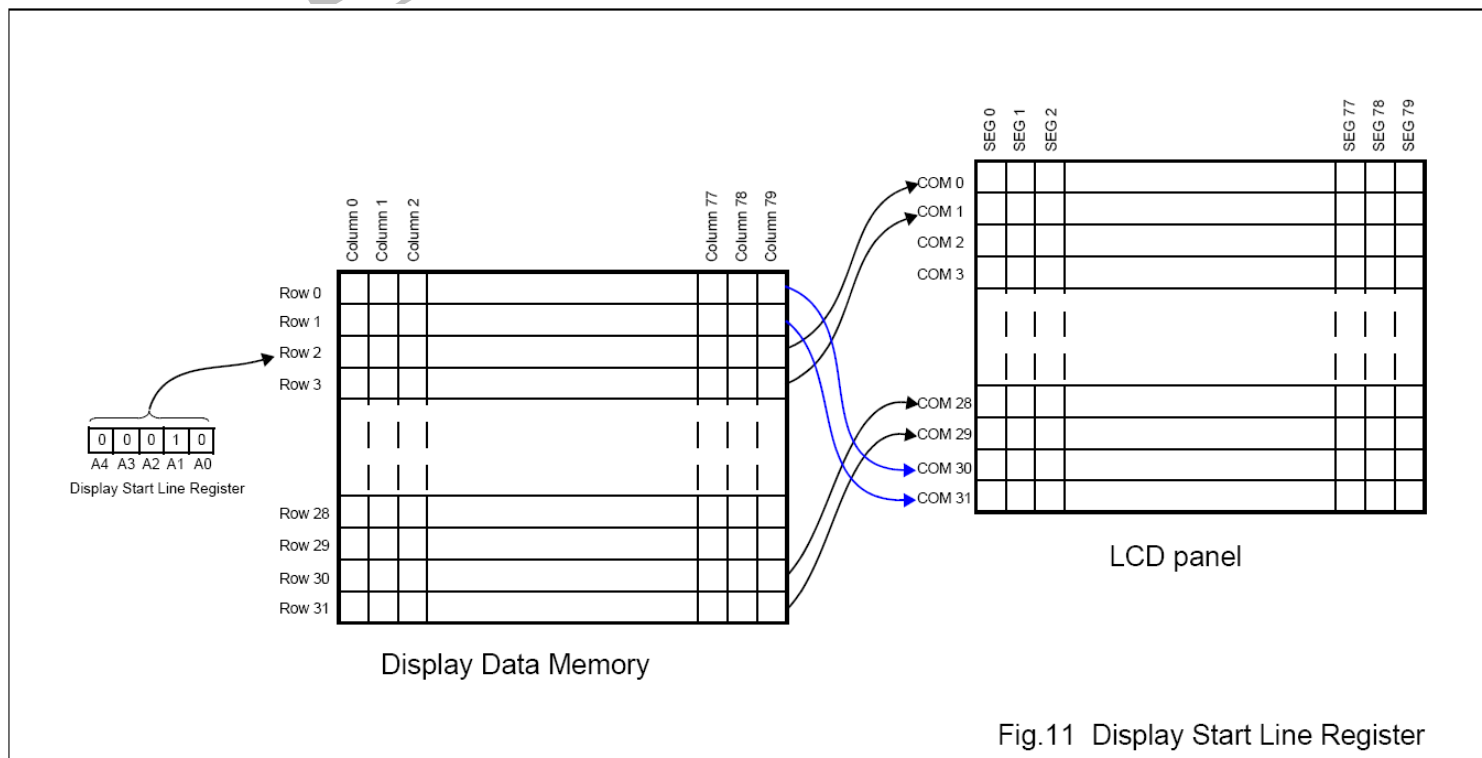 SEG 0
SEG 1
SEG 2
SEG 77
SEG 78
SEG 79
COM 0
COM 1
COM 2
COM 3
COM 28
COM 29
COM 30
COM 31
LCD panel
Column 0
Column 1
Column 2
Column 77
Column 78
Column 79
Row 0
Row 1
Row 2
Row 3
Row 28
Row 29
Row 30
Row 31
Display Data Memory
0 0 0 1 0
A4 A3 A2 A1 A0
Display Start Line Register
Fig.11 Display Start Line Register